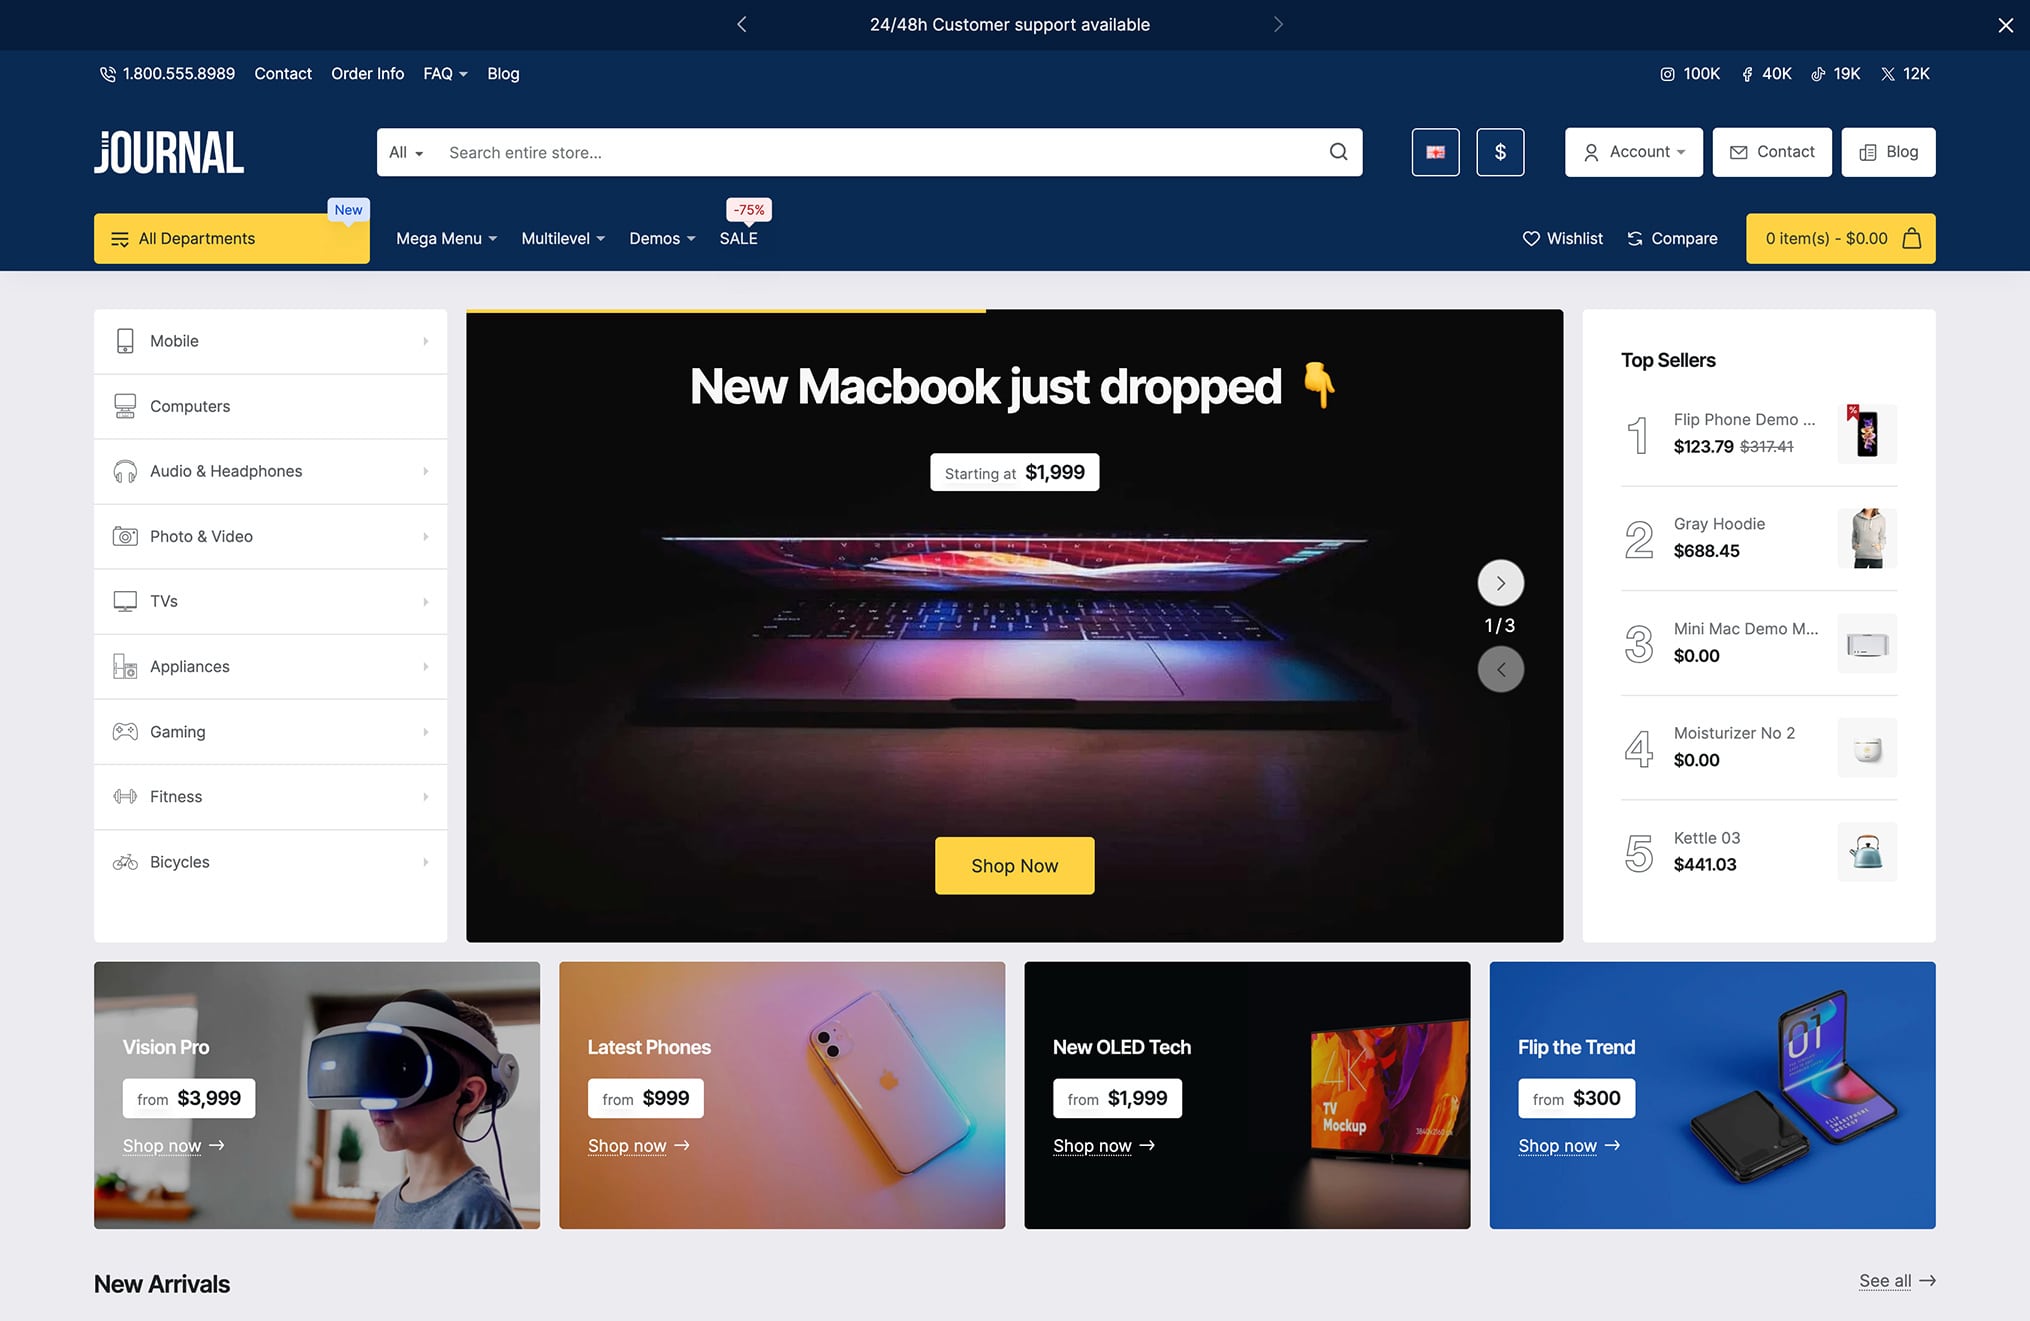 24/48h Customer support available
1.800.555.8989 Contact Order Info FAQ Blog
100K 40K 19K 12K
JOURNAL
All Search entire store...
$
Account Contact Blog
New
All Departments
Mega Menu Multilevel Demos SALE
-75%
Wishlist Compare 0 item(s) - $0.00
Mobile
Computers
Audio & Headphones
Photo & Video
TVs
Appliances
Gaming
Fitness
Bicycles
New Macbook just dropped 👇
Starting at $1,999
1 / 3
Shop Now
Top Sellers
1
Flip Phone Demo ...
$123.79 $317.41
%
2
Gray Hoodie
$688.45
3
Mini Mac Demo M...
$0.00
4
Moisturizer No 2
$0.00
5
Kettle 03
$441.03
Vision Pro
from $3,999
Shop now →
Latest Phones
from $999
Shop now →
New OLED Tech
from $1,999
Shop now →
4K
TV
Mockup
Flip the Trend
from $300
Shop now →
01
FLIP
SMARTPHONE
MOCKUP
New Arrivals
See all →